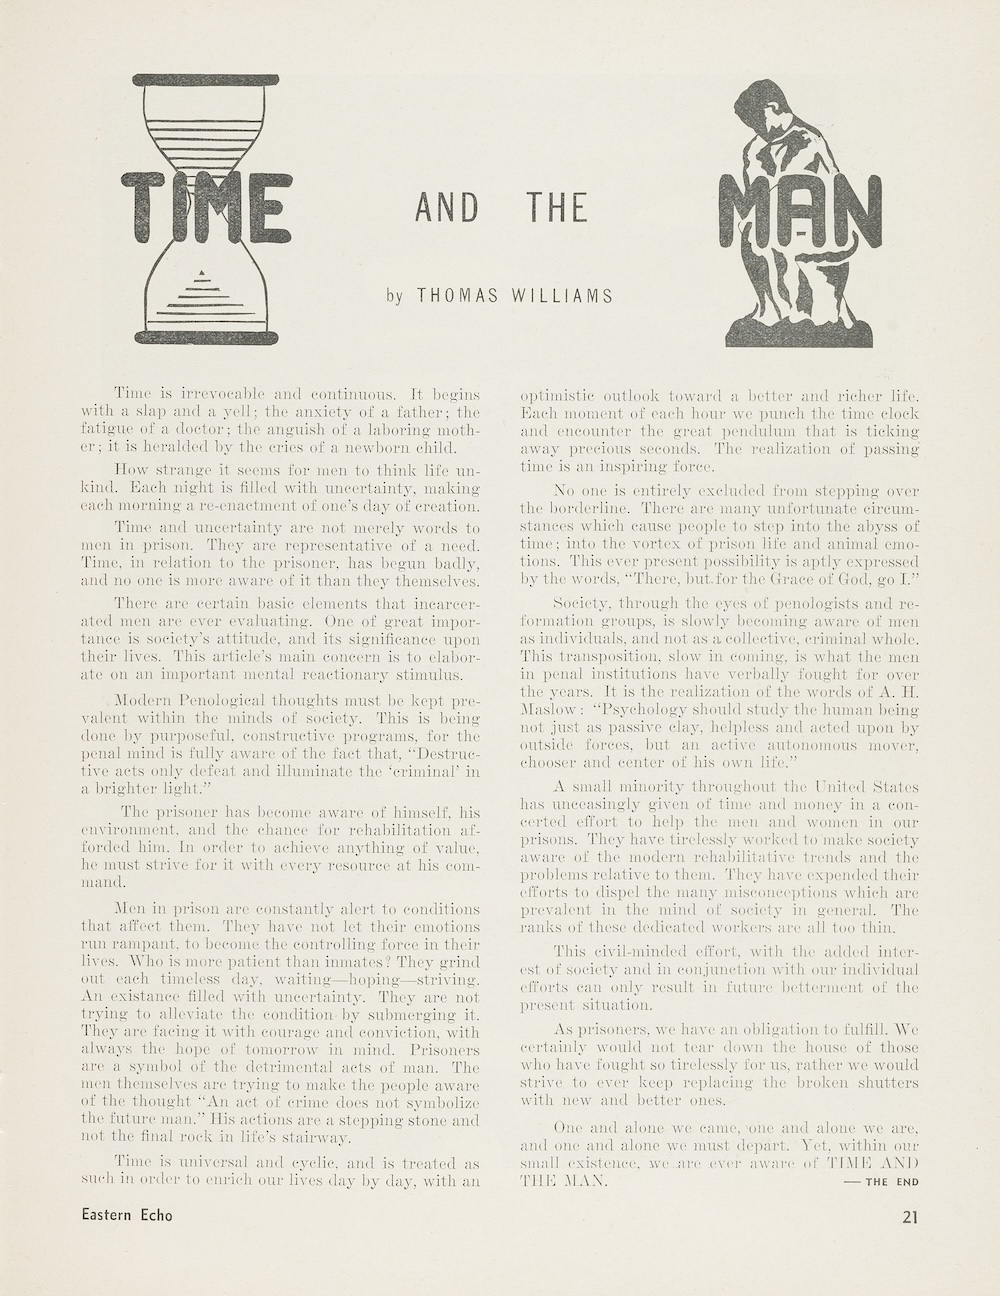 TIME AND THE MAN
by THOMAS WILLIAMS
Time is irrevocable and continuous. It begins
with a slap and a yell; the anxiety of a father; the
fatigue of a doctor; the anguish of a laboring moth-
er; it is heralded by the cries of a newborn child.
How strange it seems for men to think life un-
kind. Each night is filled with uncertainty, making
each morning a re-enactment of one's day of creation.
Time and uncertainty are not merely words to
men in prison. They are representative of a need.
Time, in relation to the prisoner, has begun badly,
and no one is more aware of it than they themselves.
There are certain basic elements that incarcer-
ated men are ever evaluating. One of great impor-
tance is society's attitude, and its significance upon
their lives. This article's main concern is to elabor-
ate on an important mental reactionary stimulus.
Modern Penological thoughts must be kept pre-
valent within the minds of society. This is being
done by purposeful, constructive programs, for the
penal mind is fully aware of the fact that, "Destruc-
tive acts only defeat and illuminate the 'criminal' in
a brighter light."
The prisoner has become aware of himself, his
environment, and the chance for rehabilitation af-
forded him. In order to achieve anything of value,
he must strive for it with every resource at his com-
mand.
Men in prison are constantly alert to conditions
that affect them. They have not let their emotions
run rampant, to become the controlling force in their
lives. Who is more patient than inmates? They grind
out each timeless day, waiting—hoping—striving.
An existance filled with uncertainty. They are not
trying to alleviate the condition by submerging it.
They are facing it with courage and conviction, with
always the hope of tomorrow in mind. Prisoners
are a symbol of the detrimental acts of man. The
men themselves are trying to make the people aware
of the thought "An act of crime does not symbolize
the future man." His actions are a stepping stone and
not the final rock in life's stairway.
Time is universal and cyclic, and is treated as
such in order to enrich our lives day by day, with an
optimistic outlook toward a better and richer life.
Each moment of each hour we punch the time clock
and encounter the great pendulum that is ticking
away precious seconds. The realization of passing
time is an inspiring force.
No one is entirely excluded from stepping over
the borderline. There are many unfortunate circum-
stances which cause people to step into the abyss of
time; into the vortex of prison life and animal emo-
tions. This ever present possibility is aptly expressed
by the words, "There, but for the Grace of God, go I."
Society, through the eyes of penologists and re-
formation groups, is slowly becoming aware of men
as individuals, and not as a collective, criminal whole.
This transposition, slow in coming, is what the men
in penal institutions have verbally fought for over
the years. It is the realization of the words of A. H.
Maslow: "Psychology should study the human being
not just as passive clay, helpless and acted upon by
outside forces, but an active autonomous mover,
chooser and center of his own life."
A small minority throughout the United States
has unceasingly given of time and money in a con-
certed effort to help the men and women in our
prisons. They have tirelessly worked to make society
aware of the modern rehabilitative trends and the
problems relative to them. They have expended their
efforts to dispel the many misconceptions which are
prevalent in the mind of society in general. The
ranks of these dedicated workers are all too thin.
This civil-minded effort, with the added inter-
est of society and in conjunction with our individual
efforts can only result in future betterment of the
present situation.
As prisoners, we have an obligation to fulfill. We
certainly would not tear down the house of those
who have fought so tirelessly for us, rather we would
strive to ever keep replacing the broken shutters
with new and better ones.
One and alone we came, one and alone we are,
and one and alone we must depart. Yet, within our
small existence, we are ever aware of TIME AND
THE MAN. — THE END
Eastern Echo 21